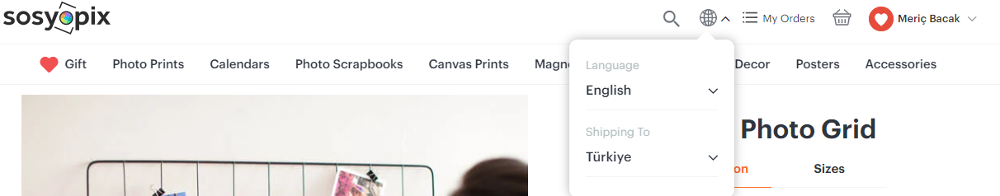 sosyopix
My Orders
Meriç Bacak
Gift Photo Prints Calendars Photo Scrapbooks Canvas Prints Decor Posters Accessories
Language
English
Shipping To
Türkiye
Photo Grid
Sizes